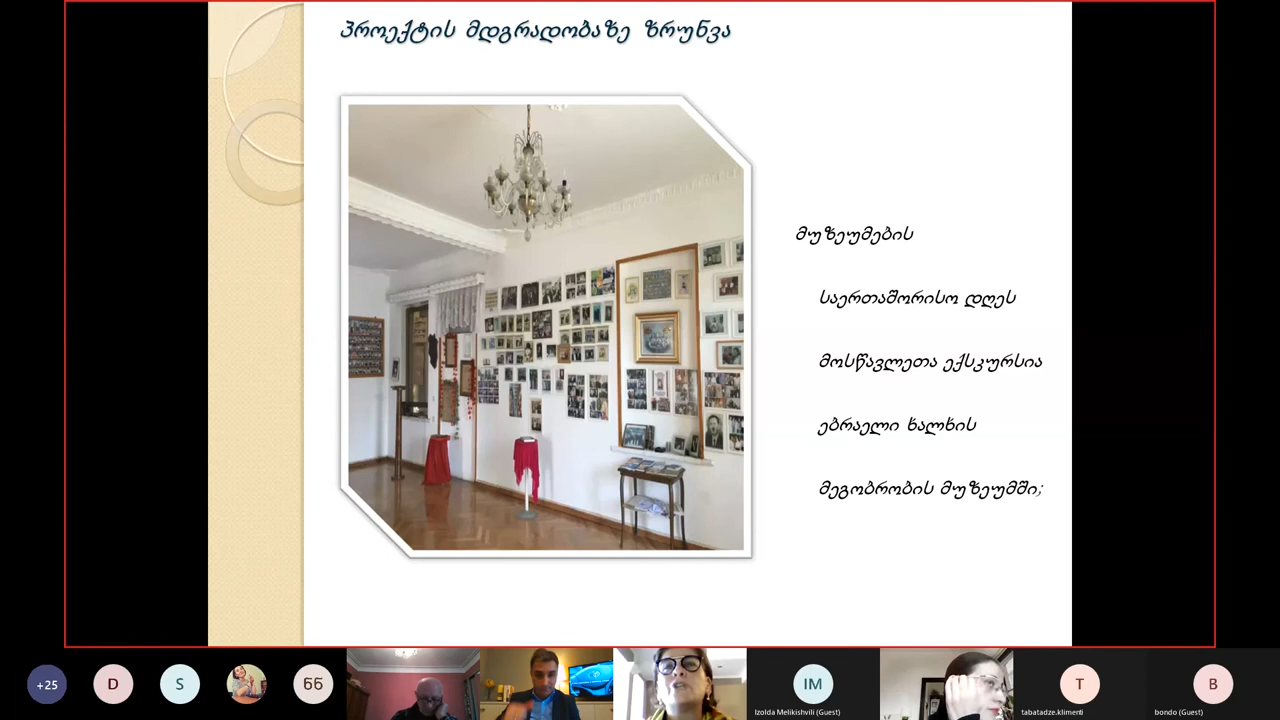 პროექტის მდგრადობაზე ზრუნვა
მუზეუმების
საერთაშორისო დღეს
მოსწავლეთა ექსკურსია
ებრაელი ხალხის
მეგობრობის მუზეუმში;
+25
D
S
ნნ
IM
T
B
Izolda Melikishvili (Guest)
tabatadze.klimenti
bondo (Guest)